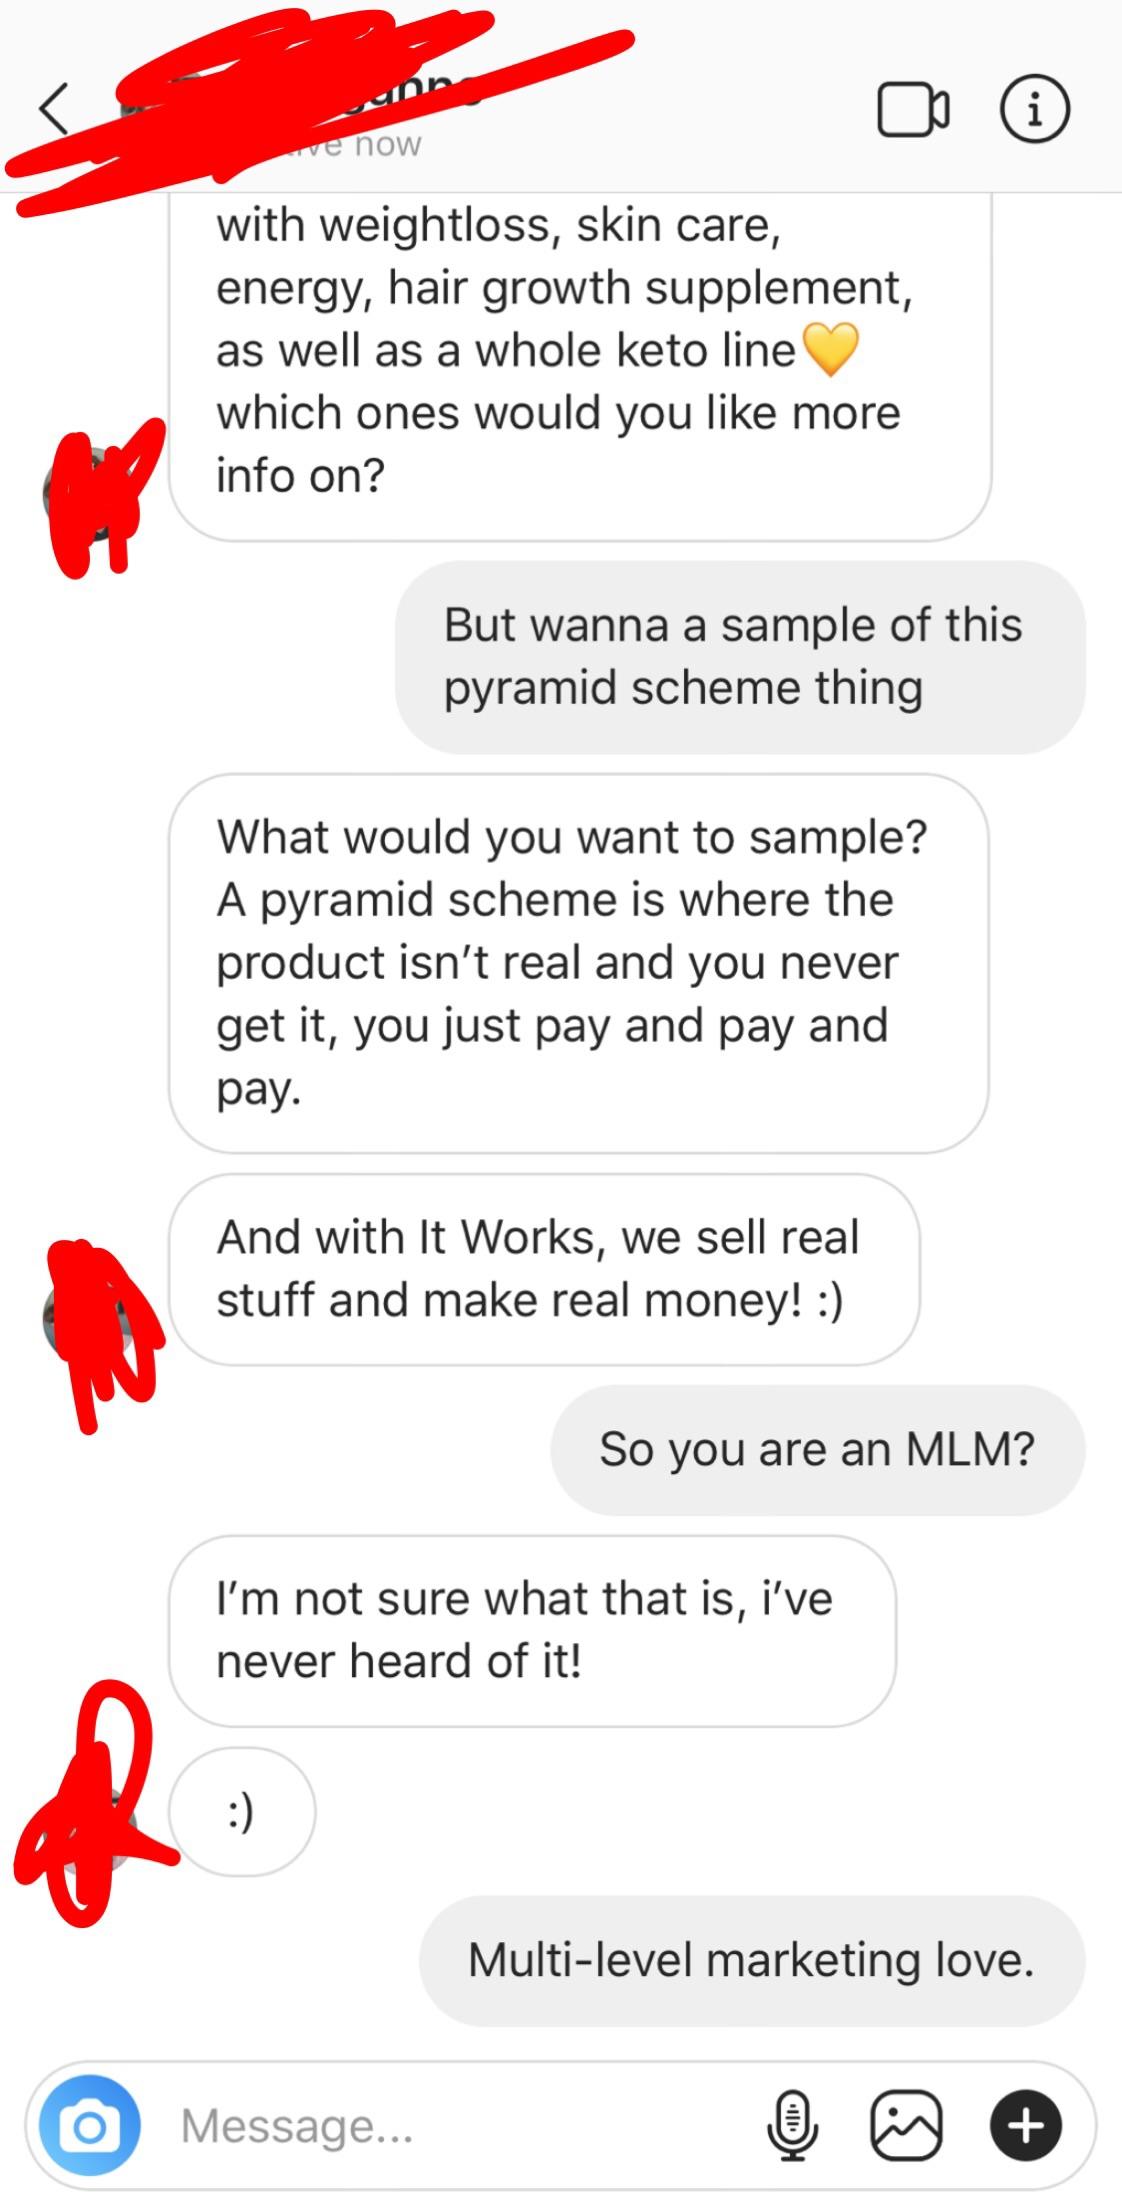 now
with weightloss, skin care,
energy, hair growth supplement,
as well as a whole keto line💛
which ones would you like more
info on?
But wanna a sample of this
pyramid scheme thing
What would you want to sample?
A pyramid scheme is where the
product isn’t real and you never
get it, you just pay and pay and
pay.
And with It Works, we sell real
stuff and make real money! :)
So you are an MLM?
I’m not sure what that is, i’ve
never heard of it!
:)
Multi-level marketing love.
Message...